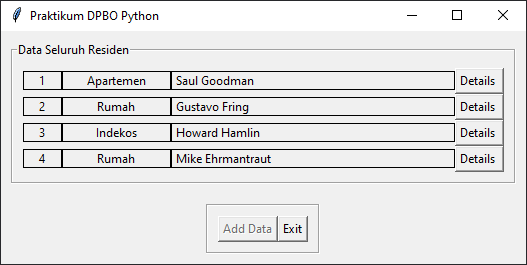 Praktikum DPBO Python
Data Seluruh Residen
1 Apartemen Saul Goodman Details
2 Rumah Gustavo Fring Details
3 Indekos Howard Hamlin Details
4 Rumah Mike Ehrmantraut Details
Add Data Exit